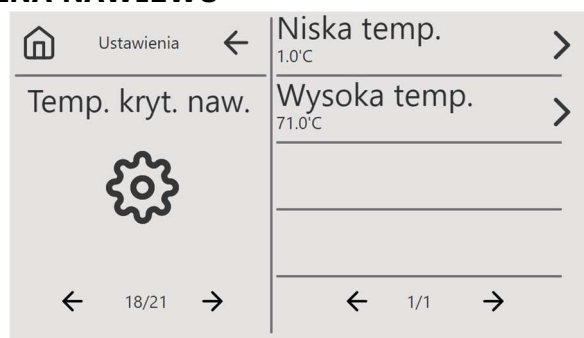 Ustawienia
Temp. kryt. naw.
18/21
Niska temp.
1.0'C
Wysoka temp.
71.0'C
1/1